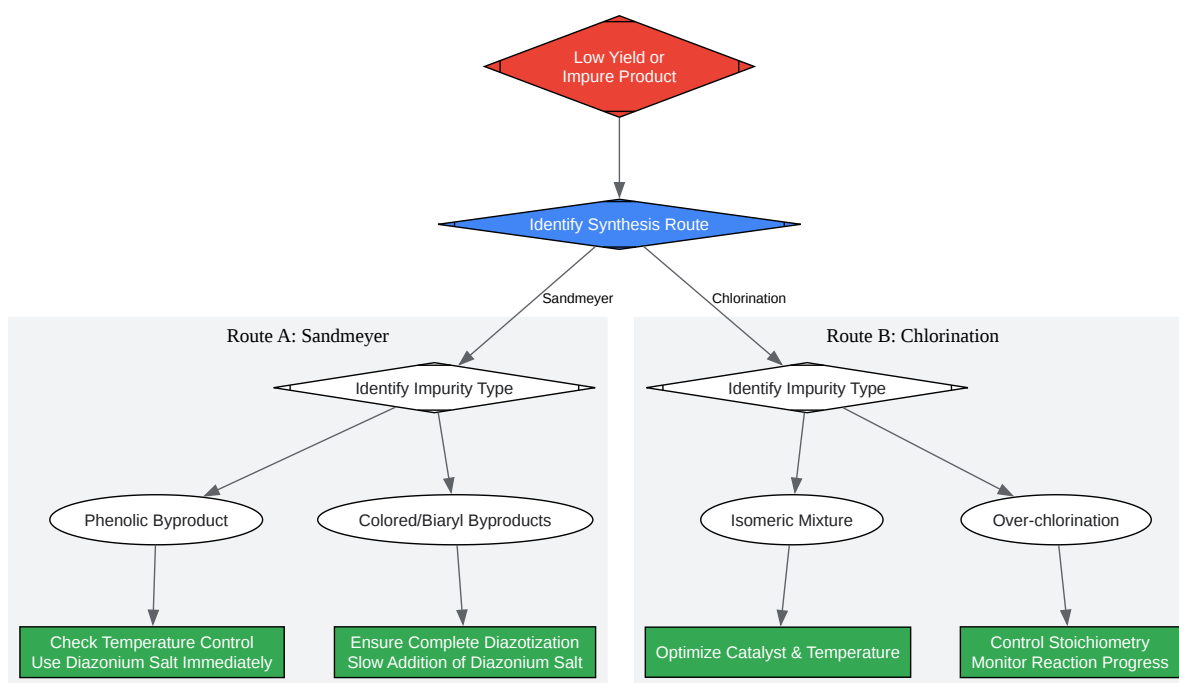 Low Yield or
Impure Product
Identify Synthesis Route
Sandmeyer
Chlorination
Route A: Sandmeyer
Route B: Chlorination
Identify Impurity Type
Identify Impurity Type
Phenolic Byproduct
Colored/Biaryl Byproducts
Isomeric Mixture
Over-chlorination
Check Temperature Control
Use Diazonium Salt Immediately
Ensure Complete Diazotization
Slow Addition of Diazonium Salt
Optimize Catalyst & Temperature
Control Stoichiometry
Monitor Reaction Progress